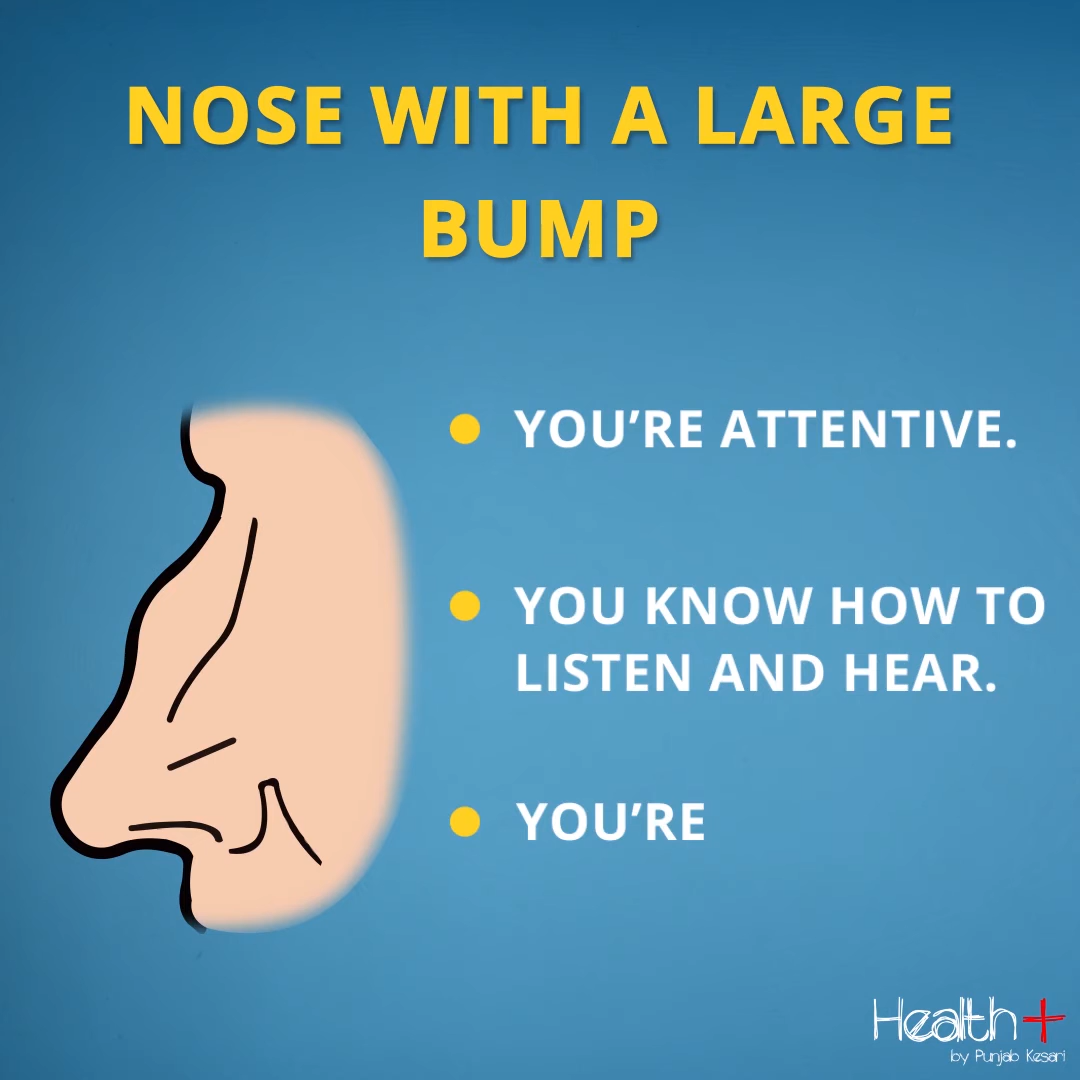 NOSE WITH A LARGE
BUMP
YOU’RE ATTENTIVE.
YOU KNOW HOW TO
LISTEN AND HEAR.
YOU’RE
Health+
by Punjab Kesari